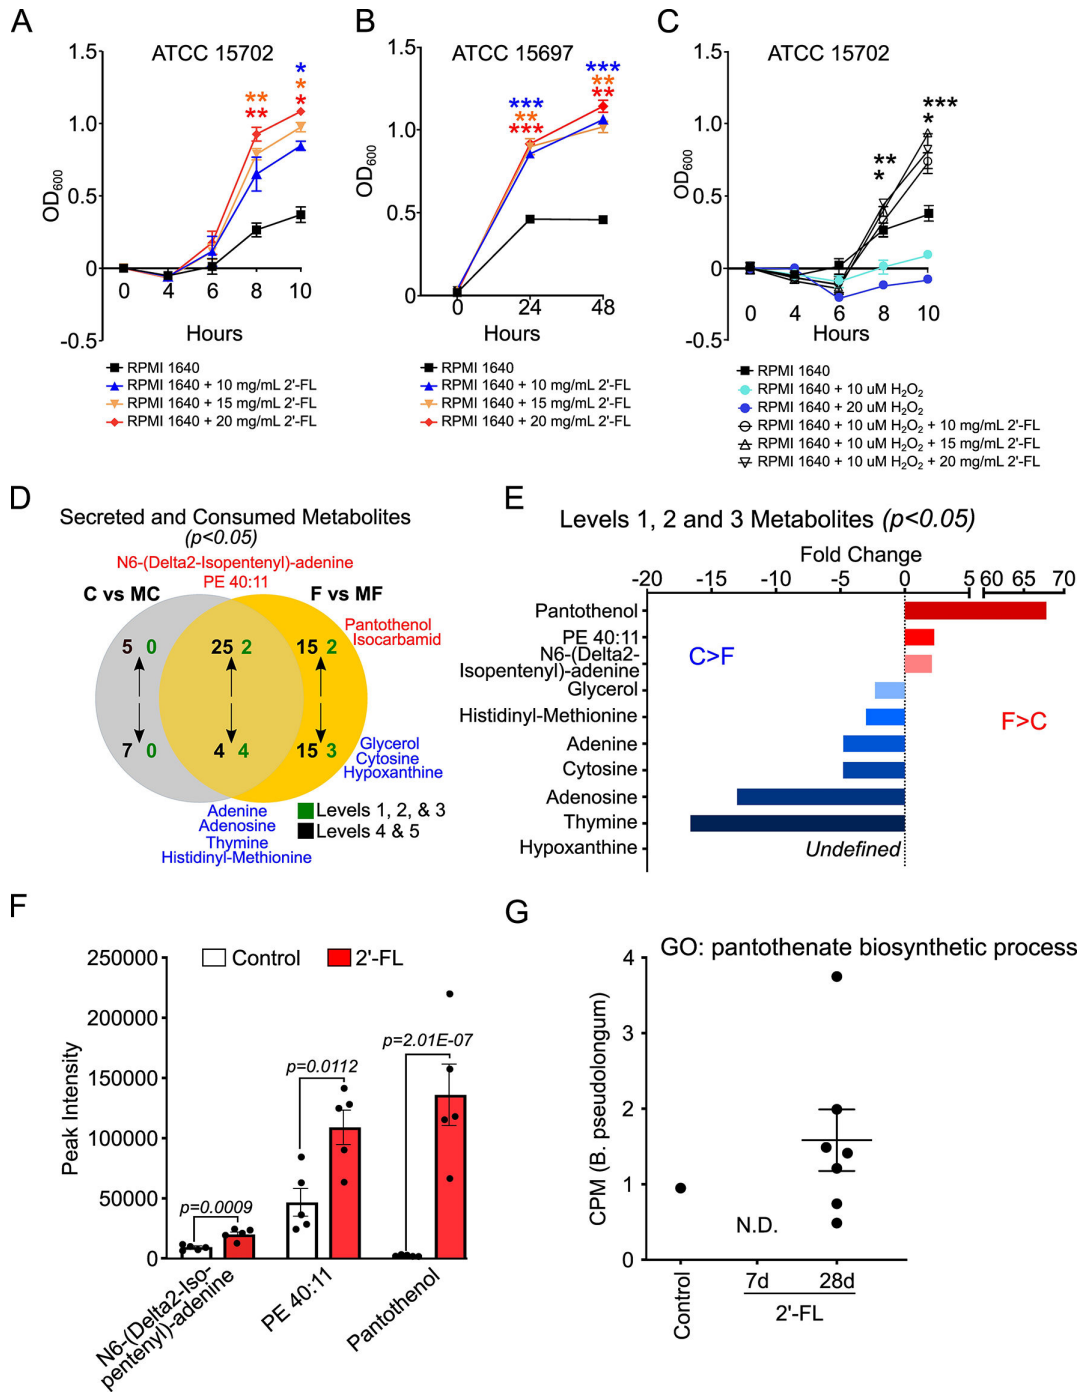 A
ATCC 15702
1.5
1.0
0.5
0
-0.5
OD600
0 4 6 8 10
Hours
**
**
*
*
*
RPMI 1640
RPMI 1640 + 10 mg/mL 2'-FL
RPMI 1640 + 15 mg/mL 2'-FL
RPMI 1640 + 20 mg/mL 2'-FL
B
ATCC 15697
1.5
1.0
0.5
0
OD600
0 24 48
Hours
***
**
***
***
**
**
RPMI 1640
RPMI 1640 + 10 mg/mL 2'-FL
RPMI 1640 + 15 mg/mL 2'-FL
RPMI 1640 + 20 mg/mL 2'-FL
C
ATCC 15702
1.5
1.0
0.5
0
-0.5
OD600
0 4 6 8 10
Hours
**
*
***
*
RPMI 1640
RPMI 1640 + 10 uM H2O2
RPMI 1640 + 20 uM H2O2
RPMI 1640 + 10 uM H2O2 + 10 mg/mL 2'-FL
RPMI 1640 + 10 uM H2O2 + 15 mg/mL 2'-FL
RPMI 1640 + 10 uM H2O2 + 20 mg/mL 2'-FL
D
Secreted and Consumed Metabolites
(p<0.05)
N6-(Delta2-Isopentenyl)-adenine
PE 40:11
C vs MC F vs MF
Pantothenol
Isocarbamid
5 0 25 2 15 2
7 0 4 4 15 3
Glycerol
Cytosine
Hypoxanthine
Adenine
Adenosine
Thymine
Histidinyl-Methionine
Levels 1, 2, & 3
Levels 4 & 5
E
Levels 1, 2 and 3 Metabolites (p<0.05)
Fold Change
-20 -15 -10 -5 0 5 60 65 70
Pantothenol
PE 40:11
N6-(Delta2-
Isopentenyl)-adenine
Glycerol
Histidinyl-Methionine
Adenine
Cytosine
Adenosine
Thymine
Hypoxanthine
C>F
F>C
Undefined
F
250000
200000
150000
100000
50000
0
Peak Intensity
Control 2'-FL
p=0.0009
p=0.0112
p=2.01E-07
N6-(Delta2-Iso-
pentenyl)-adenine
PE 40:11
Pantothenol
G
GO: pantothenate biosynthetic process
4
3
2
1
0
CPM (B. pseudolongum)
N.D.
Control
7d 28d
2'-FL